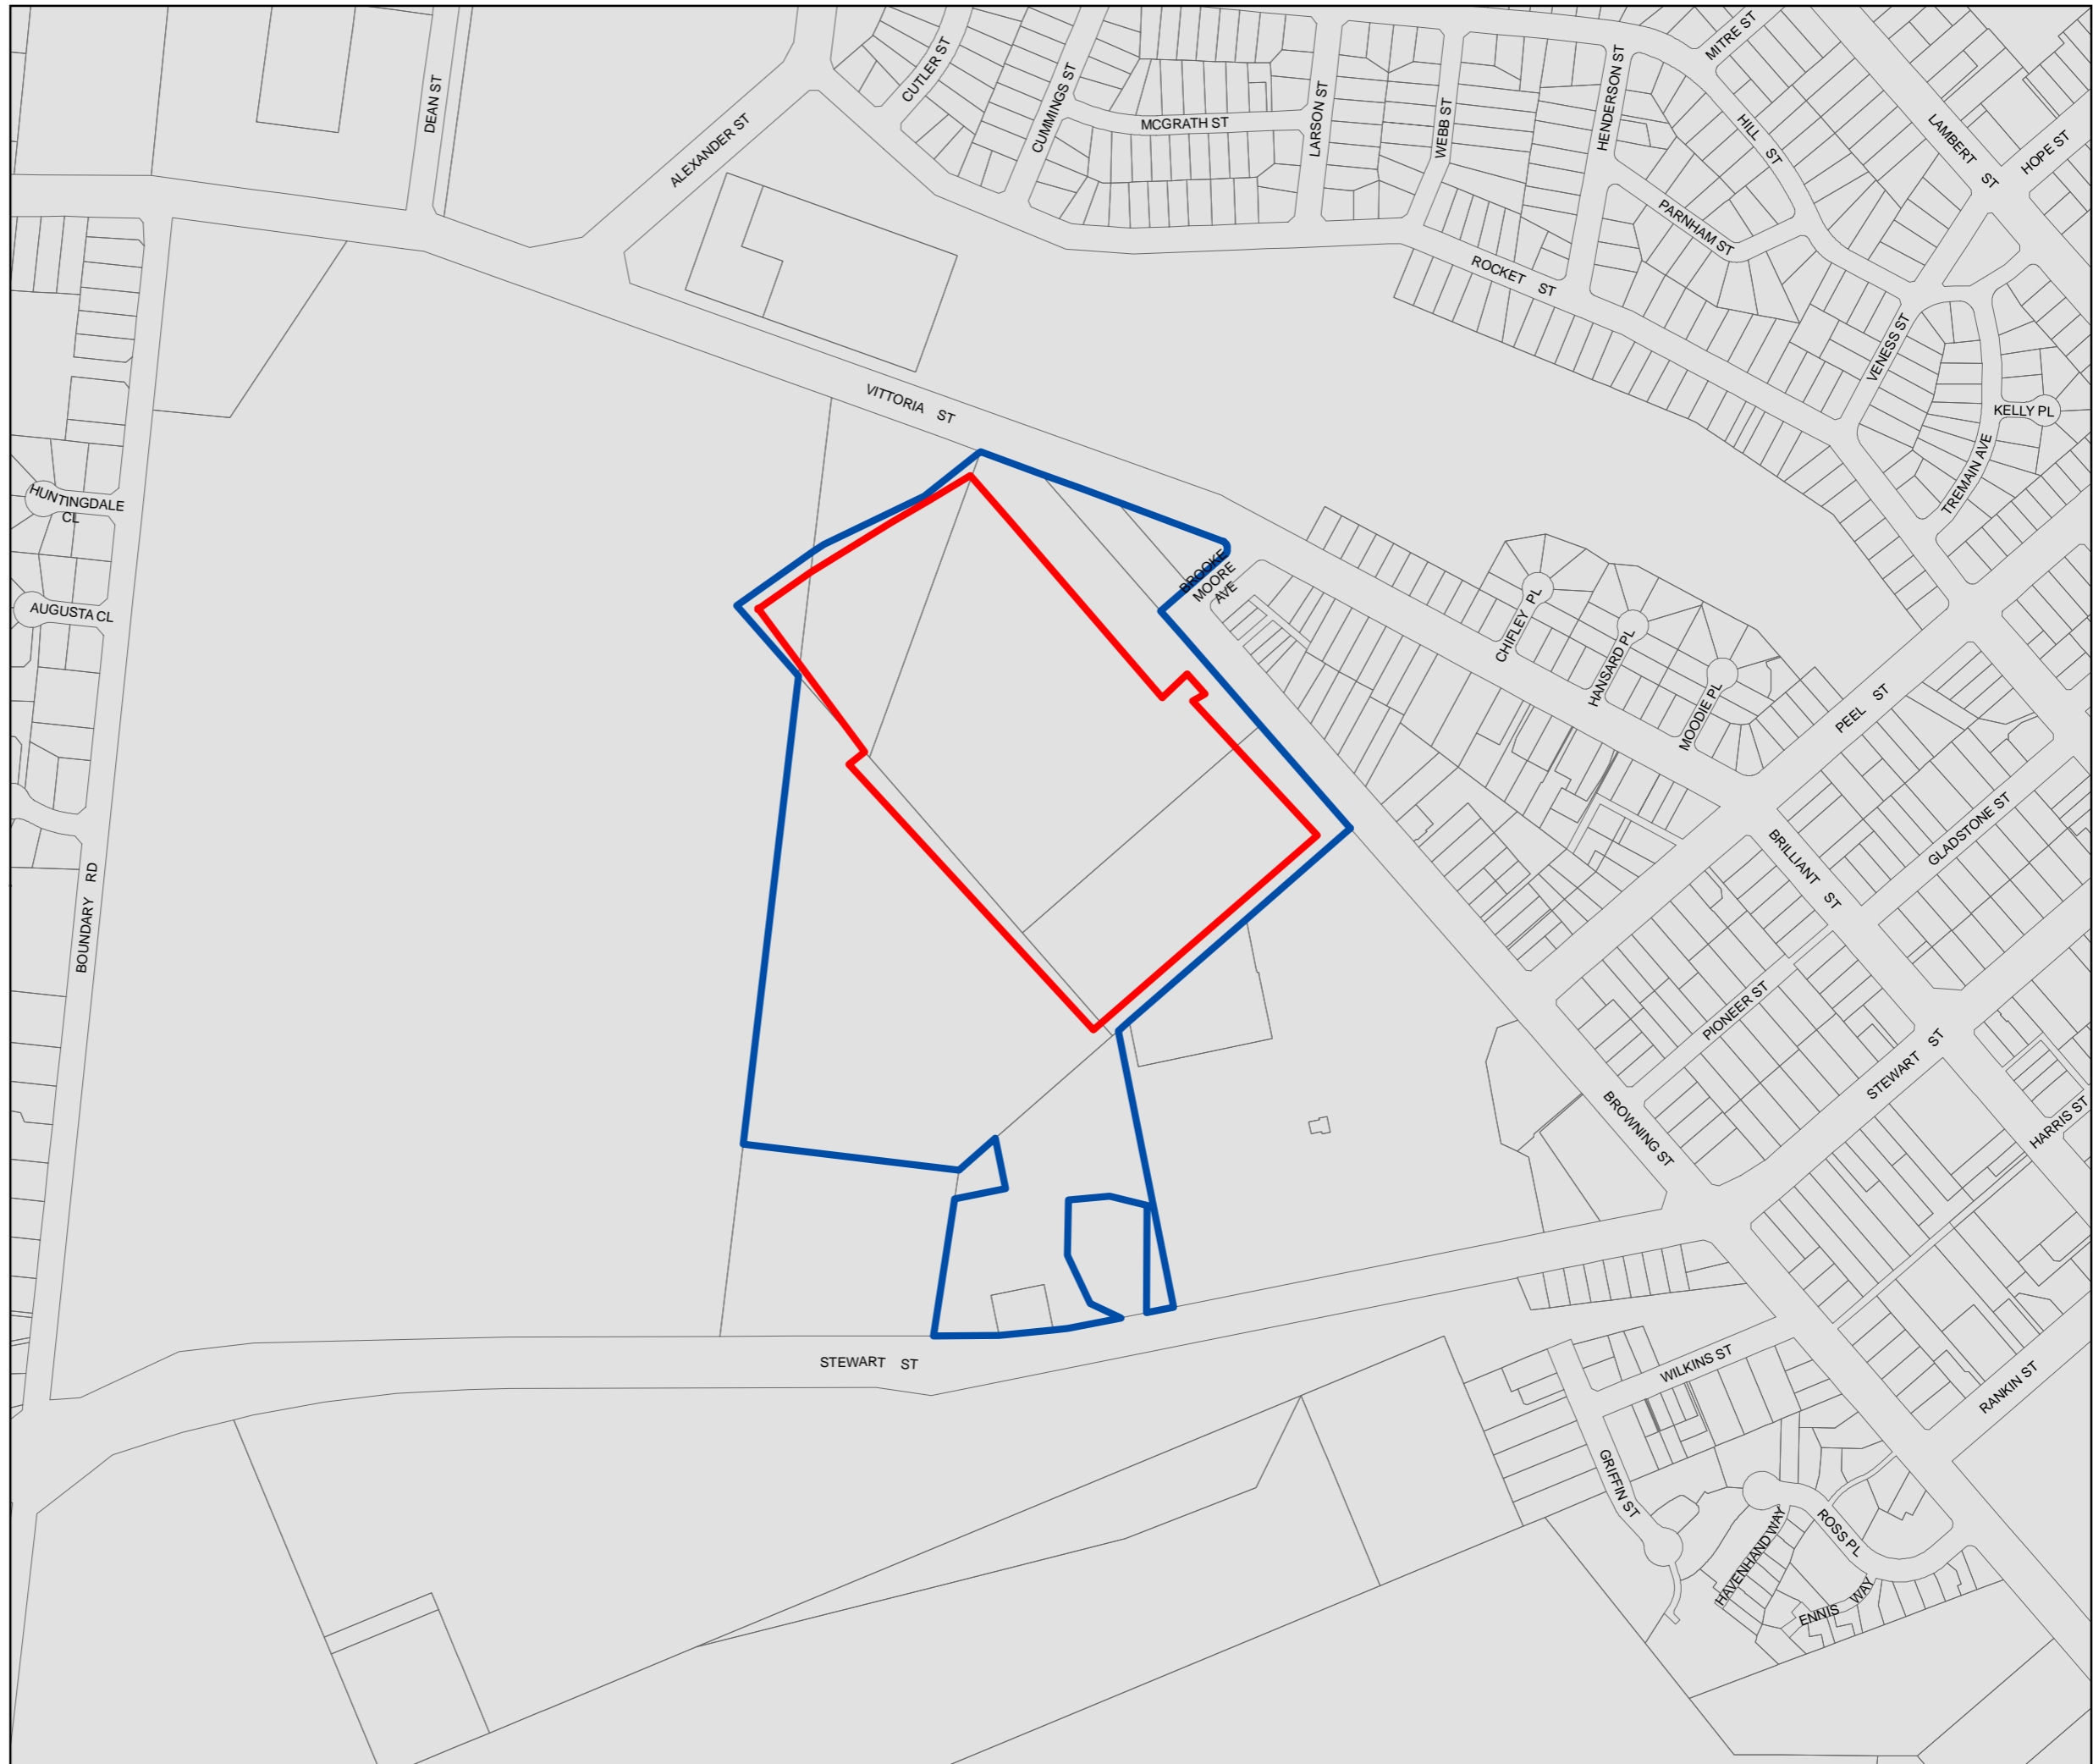 MITRE ST
CUTLER ST
CUMMINGS ST
DEAN ST
HENDERSON ST
LARSON ST
WEBB ST
MCGRATH ST
ALEXANDER ST
HILL ST
LAMBERT ST
HOPE ST
PARNHAM ST
ROCKET ST
VENESS ST
VITTORIA ST
KELLY PL
TREMAIN AVE
HUNTINGDALE
CL
BROOKE
MOORE
AVE
AUGUSTA CL
CHIFLEY PL
HANSARD PL
MOODIE PL
PEEL ST
GLADSTONE ST
BRILLIANT ST
BOUNDARY RD
PIONEER ST
STEWART ST
BROWNING ST
HARRIS ST
STEWART ST
WILKINS ST
RANKIN ST
GRIFFIN ST
HAVENHAND WAY
ROSS PL
ENNIS WAY